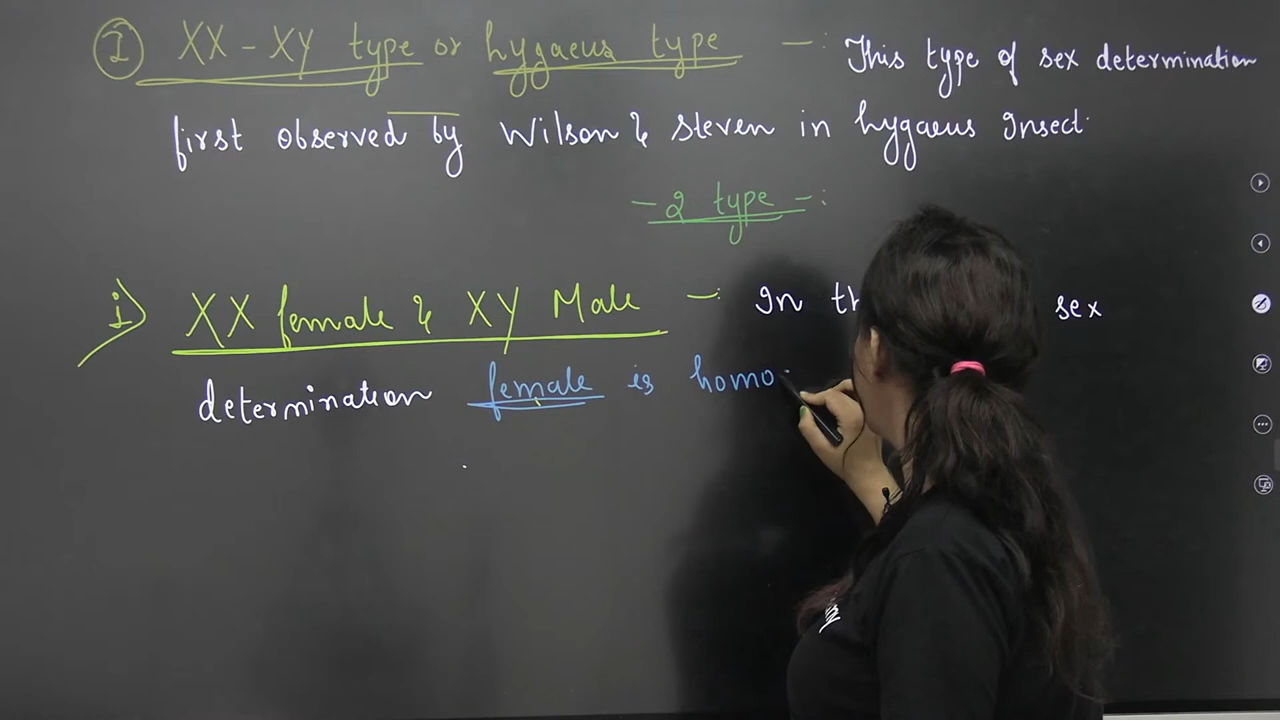 ① XX - XY type or hygaeus type -: This type of sex determination
first observed by Wilson & Steven in hygaeus Insect
- 2 type -:
i) XX female & XY Male -: In th sex
determination female is homo